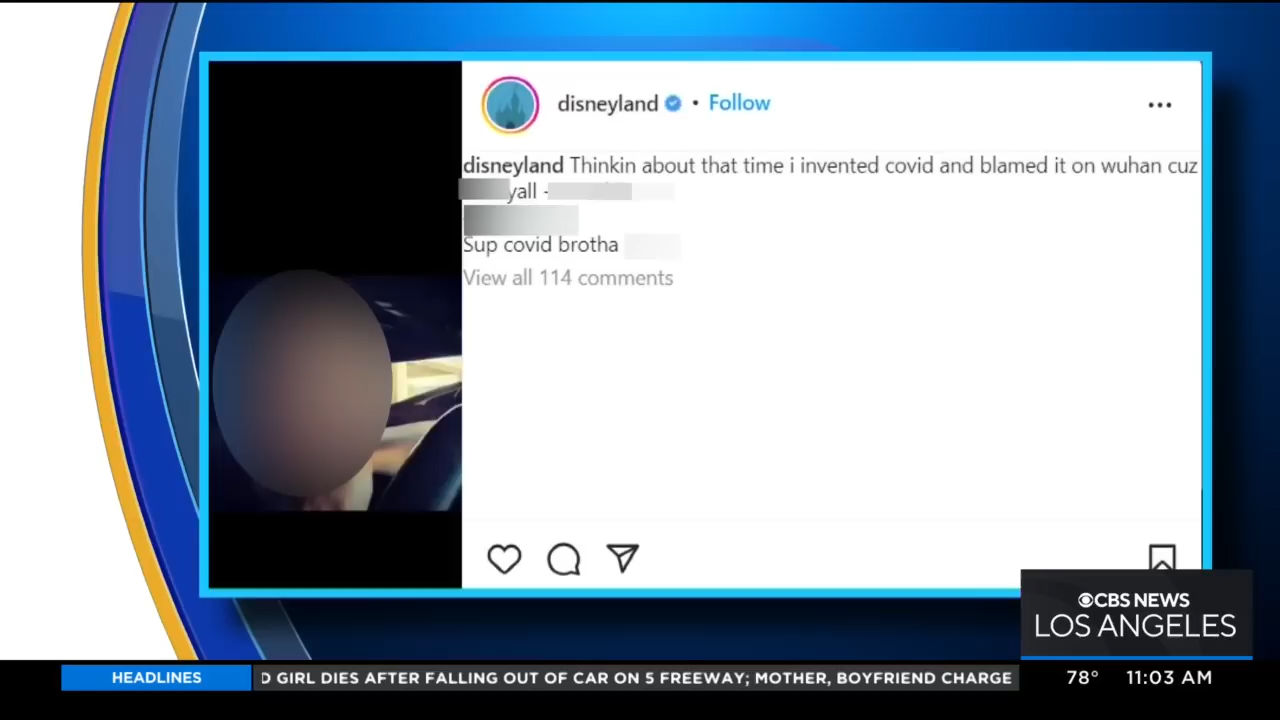 disneyland • Follow
disneyland Thinkin about that time i invented covid and blamed it on wuhan cuz
yall -
Sup covid brotha
View all 114 comments
CBS NEWS
LOS ANGELES
HEADLINES
D GIRL DIES AFTER FALLING OUT OF CAR ON 5 FREEWAY; MOTHER, BOYFRIEND CHARGE
78° 11:03 AM